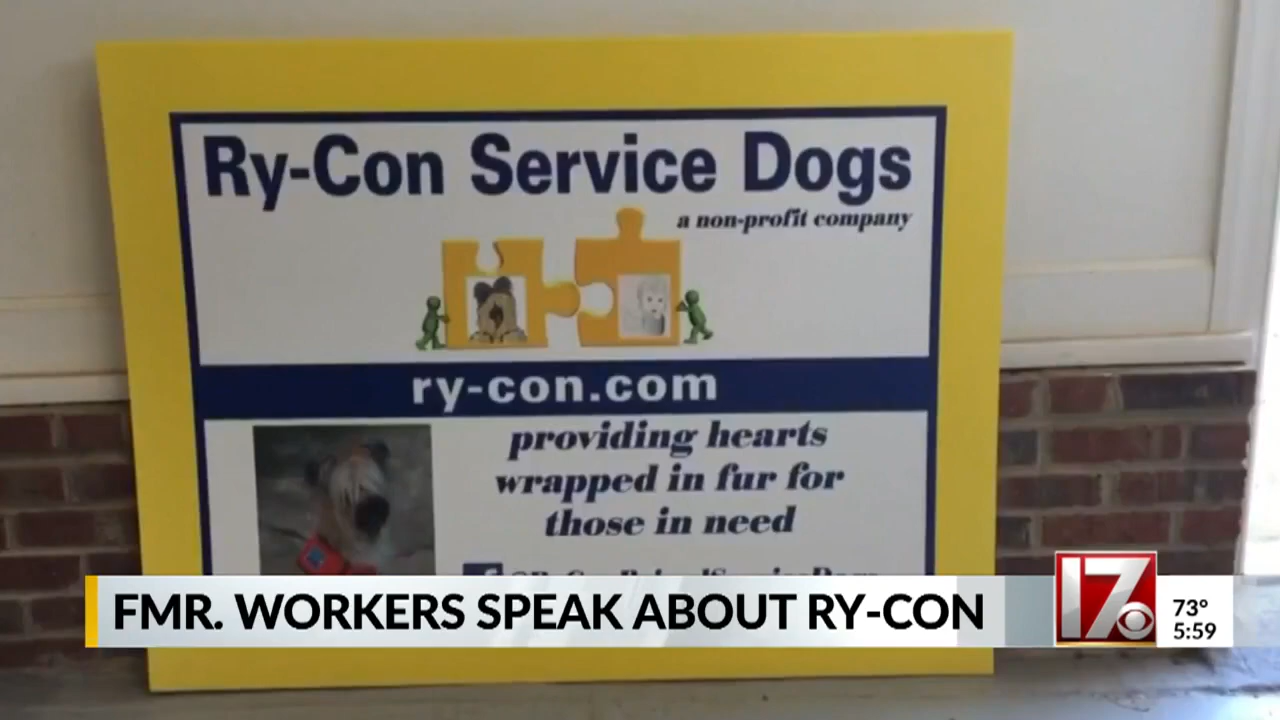 Ry-Con Service Dogs
a non-profit company
ry-con.com
providing hearts
wrapped in fur for
those in need
FMR. WORKERS SPEAK ABOUT RY-CON
17
73°
5:59